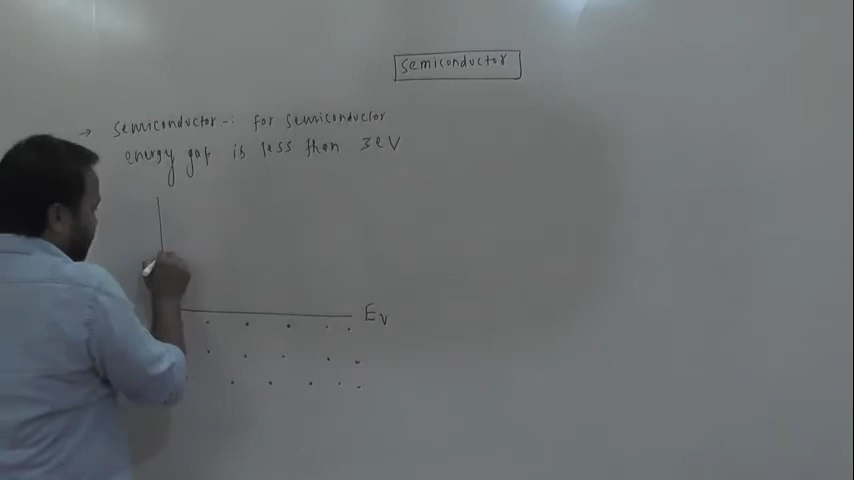 Semiconductor
→ Semiconductor -: for semiconductor
energy gap is less than 3eV
Ev